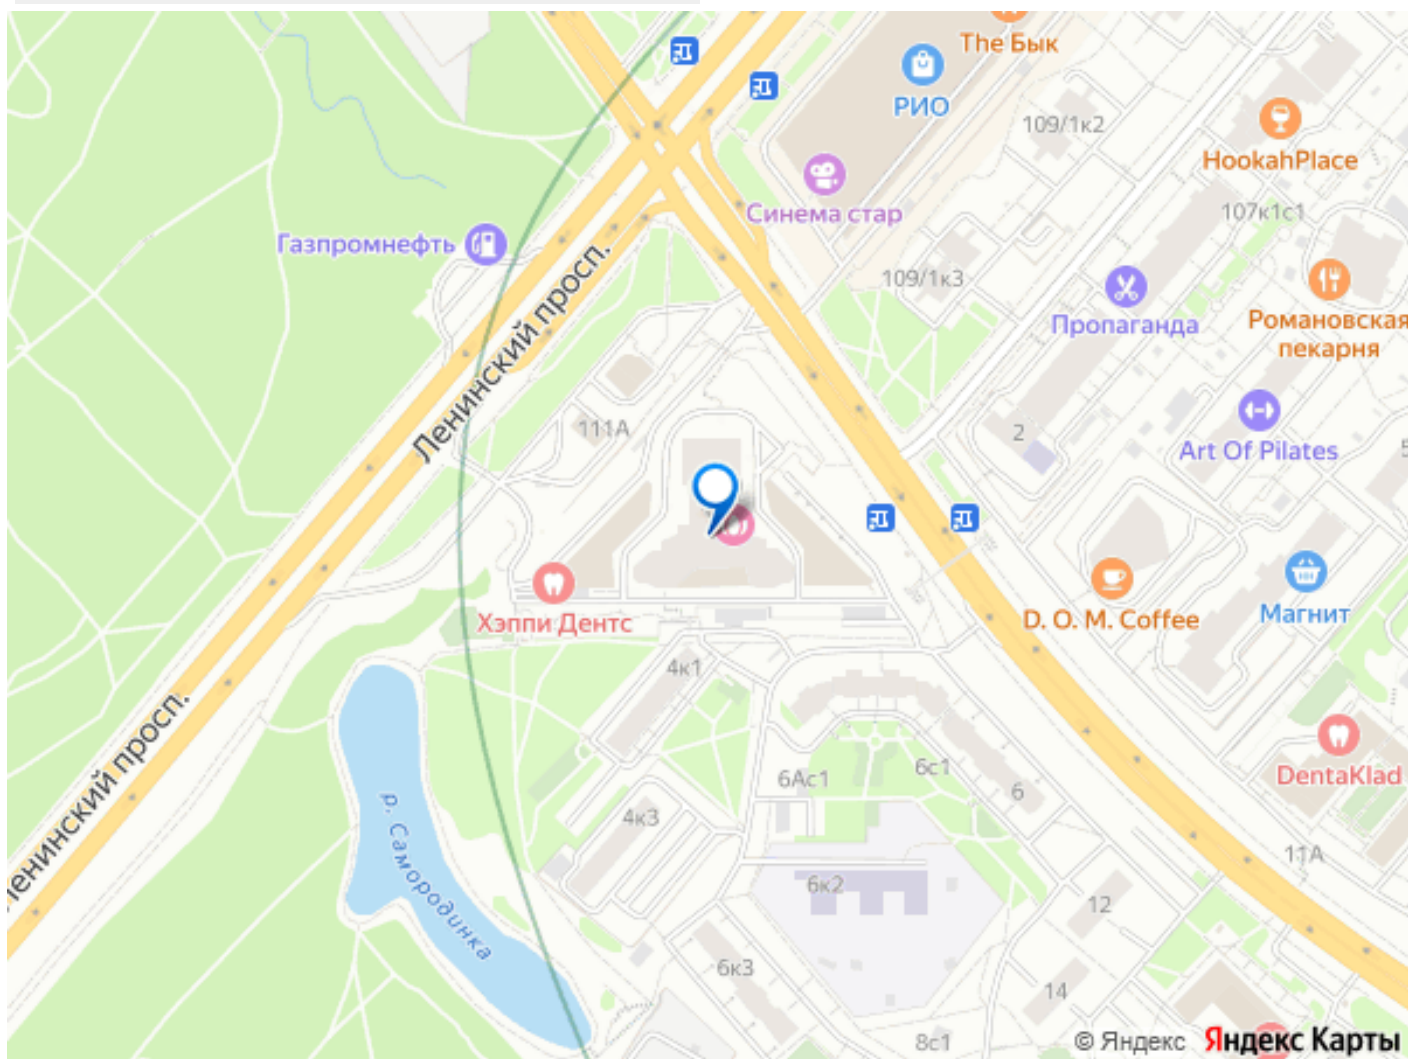 The Бык
РИО
109/1к2
HookahPlace
Синема стар
107к1с1
Газпромнефть
109/1к3
Пропаганда
Романовская
пекарня
Ленинский просп.
111А
2
Art Of Pilates
Хэппи Дентс
D. O. M. Coffee
Магнит
4к1
Ленинский просп.
6Ас1
6с1
6
DentaKlad
4к3
р. Самородинка
11А
6к2
12
6к3
14
8с1
© Яндекс Яндекс Карты